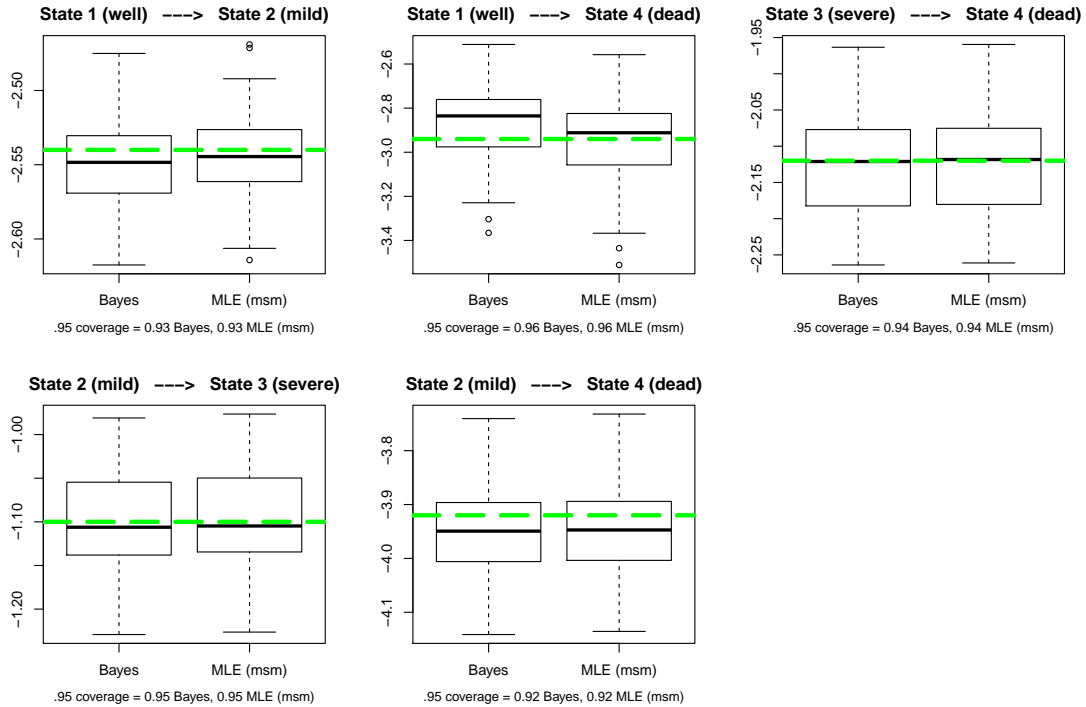 State 1 (well) −−−> State 2 (mild)
−2.50
−2.55
−2.60
Bayes
MLE (msm)
.95 coverage = 0.93 Bayes, 0.93 MLE (msm)
State 1 (well) −−−> State 4 (dead)
−2.6
−2.8
−3.0
−3.2
−3.4
Bayes
MLE (msm)
.95 coverage = 0.96 Bayes, 0.96 MLE (msm)
State 3 (severe) −−−> State 4 (dead)
−1.95
−2.05
−2.15
−2.25
Bayes
MLE (msm)
.95 coverage = 0.94 Bayes, 0.94 MLE (msm)
State 2 (mild) −−−> State 3 (severe)
−1.00
−1.10
−1.20
Bayes
MLE (msm)
.95 coverage = 0.95 Bayes, 0.95 MLE (msm)
State 2 (mild) −−−> State 4 (dead)
−3.8
−3.9
−4.0
−4.1
Bayes
MLE (msm)
.95 coverage = 0.92 Bayes, 0.92 MLE (msm)